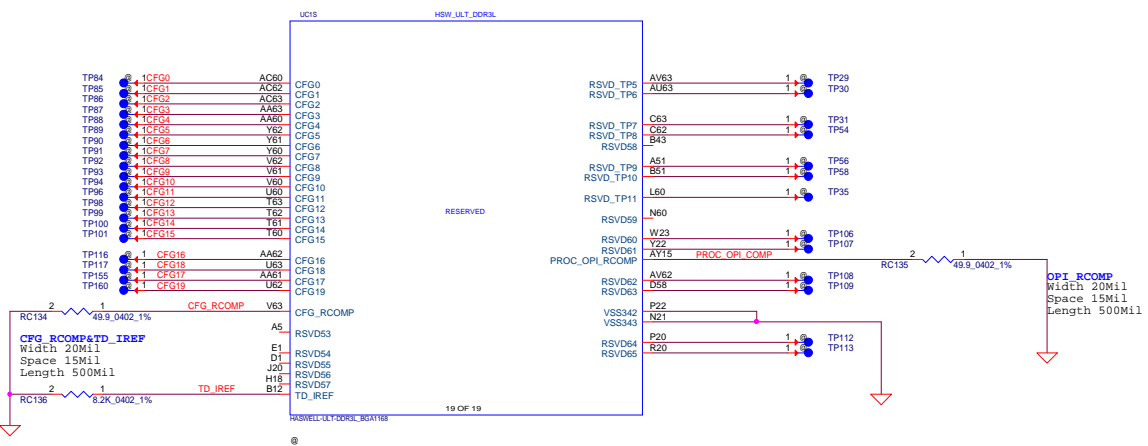 UC1S
HSW_ULT_DDR3L
TP84 @ 1 CFG0 AC60 CFG0
TP85 @ 1 CFG1 AC62 CFG1
TP86 @ 1 CFG2 AC63 CFG2
TP87 @ 1 CFG3 AA63 CFG3
TP88 @ 1 CFG4 AA60 CFG4
TP89 @ 1 CFG5 Y62 CFG5
TP90 @ 1 CFG6 Y61 CFG6
TP91 @ 1 CFG7 Y60 CFG7
TP92 @ 1 CFG8 V62 CFG8
TP93 @ 1 CFG9 V61 CFG9
TP94 @ 1 CFG10 V60 CFG10
TP96 @ 1 CFG11 U60 CFG11
TP98 @ 1 CFG12 T63 CFG12
TP99 @ 1 CFG13 T62 CFG13
TP100 @ 1 CFG14 T61 CFG14
TP101 @ 1 CFG15 T60 CFG15
TP116 @ 1 CFG16 AA62 CFG16
TP117 @ 1 CFG18 U63 CFG18
TP155 @ 1 CFG17 AA61 CFG17
TP160 @ 1 CFG19 U62 CFG19
2 1 CFG_RCOMP V63 CFG_RCOMP
RC134 49.9_0402_1%
CFG_RCOMP&TD_IREF
Width 20Mil
Space 15Mil
Length 500Mil
A5 RSVD53
E1 RSVD54
D1 RSVD55
J20 RSVD56
H18 RSVD57
2 1 TD_IREF B12 TD_IREF
RC136 8.2K_0402_1%
RESERVED
RSVD_TP5 AV63 1 @ TP29
RSVD_TP6 AU63 1 @ TP30
RSVD_TP7 C63 1 @ TP31
RSVD_TP8 C62 1 @ TP54
RSVD58 B43
RSVD_TP9 A51 1 @ TP56
RSVD_TP10 B51 1 @ TP58
RSVD_TP11 L60 1 @ TP35
RSVD59 N60
RSVD60 W23 1 @ TP106
RSVD61 Y22 1 @ TP107
PROC_OPI_RCOMP AY15 PROC_OPI_COMP 2 1
RC135 49.9_0402_1%
OPI_RCOMP
Width 20Mil
Space 15Mil
Length 500Mil
RSVD62 AV62 1 @ TP108
RSVD63 D58 1 @ TP109
VSS342 P22
VSS343 N21
RSVD64 P20 1 @ TP112
RSVD65 R20 1 @ TP113
19 OF 19
HASWELL-ULT-DDR3L_BGA1168
@